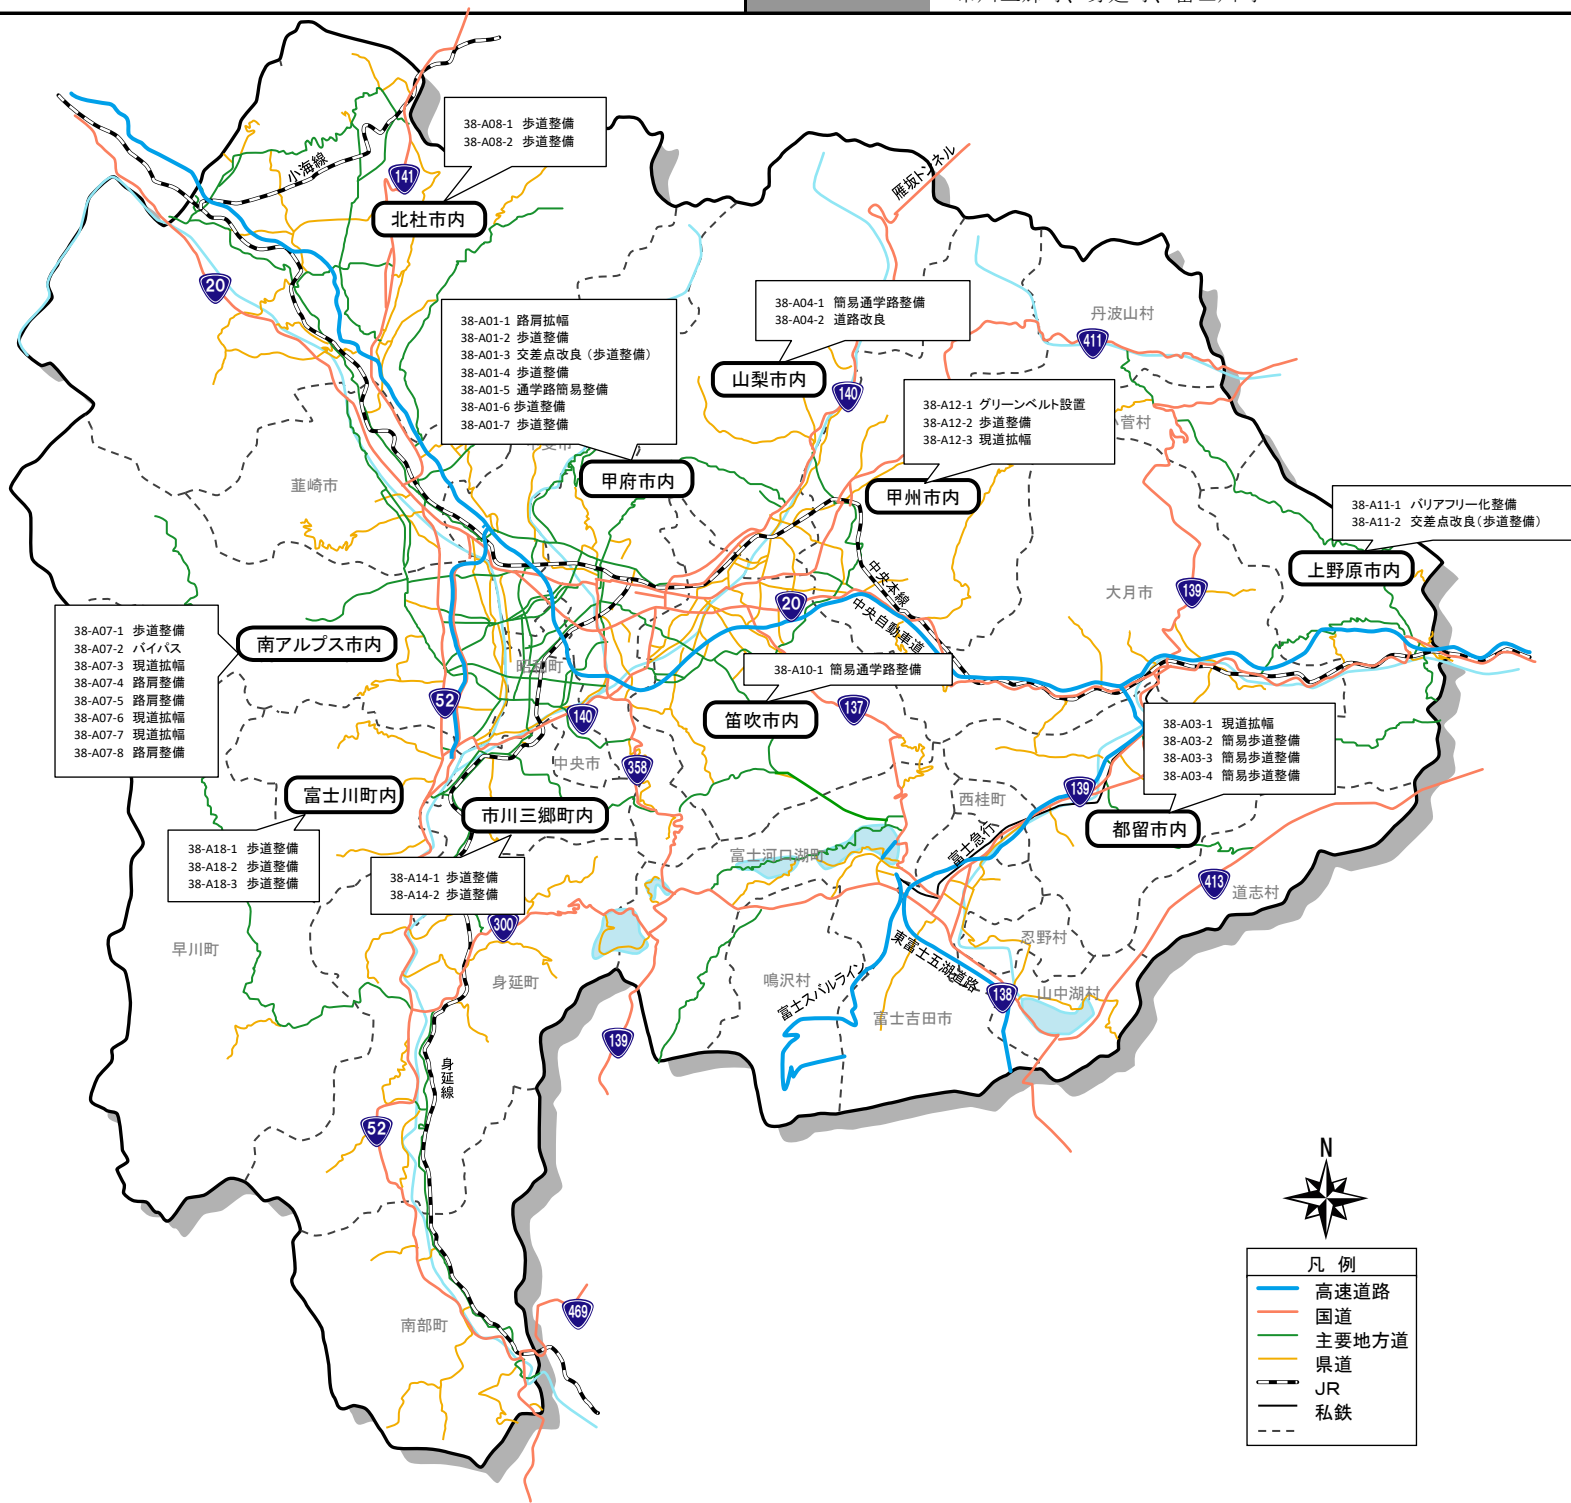 38-A08-1 歩道整備
38-A08-2 歩道整備
小海線
141
北杜市内
雁坂トンネル
20
38-A04-1 簡易通学路整備
38-A04-2 道路改良
丹波山村
411
38-A01-1 路肩拡幅
38-A01-2 歩道整備
38-A01-3 交差点改良（歩道整備）
38-A01-4 歩道整備
38-A01-5 通学路簡易整備
38-A01-6 歩道整備
38-A01-7 歩道整備
山梨市内
140
38-A12-1 グリーンベルト設置
38-A12-2 歩道整備
38-A12-3 現道拡幅
菅村
甲府市内
韮崎市
甲州市内
38-A11-1 バリアフリー化整備
38-A11-2 交差点改良（歩道整備）
上野原市内
中央本線
大月市
139
20
中央自動車道
38-A07-1 歩道整備
38-A07-2 バイパス
38-A07-3 現道拡幅
38-A07-4 路肩整備
38-A07-5 路肩整備
38-A07-6 現道拡幅
38-A07-7 現道拡幅
38-A07-8 路肩整備
南アルプス市内
昭和町
38-A10-1 簡易通学路整備
52
140
笛吹市内
137
38-A03-1 現道拡幅
38-A03-2 簡易歩道整備
38-A03-3 簡易歩道整備
38-A03-4 簡易歩道整備
中央市
358
富士川町内
市川三郷町内
西桂町
139
都留市内
富士急行
38-A18-1 歩道整備
38-A18-2 歩道整備
38-A18-3 歩道整備
38-A14-1 歩道整備
38-A14-2 歩道整備
富士河口湖町
413
道志村
300
早川町
身延町
忍野村
東富士五湖道路
鳴沢村
富士スバルライン
138
山中湖村
富士吉田市
139
身延線
52
N
469
南部町
凡 例
高速道路
国道
主要地方道
県道
JR
私鉄